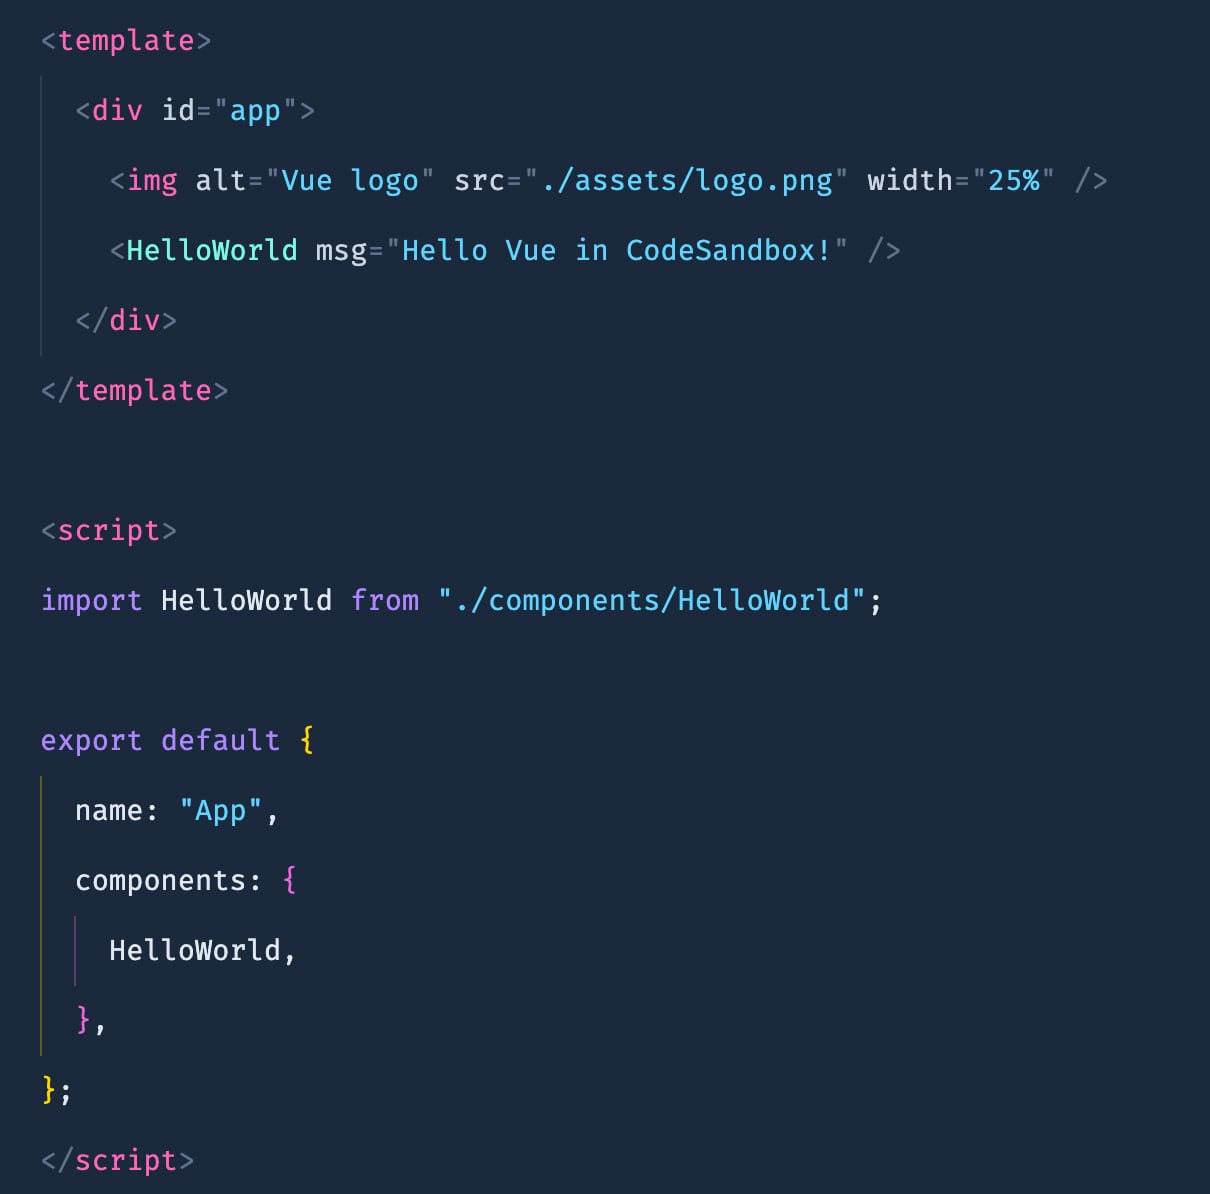 <template>
  <div id="app">
    <img alt="Vue logo" src="./assets/logo.png" width="25%" />
    <HelloWorld msg="Hello Vue in CodeSandbox!" />
  </div>
</template>

<script>
import HelloWorld from "./components/HelloWorld";

export default {
  name: "App",
  components: {
    HelloWorld,
  },
};
</script>